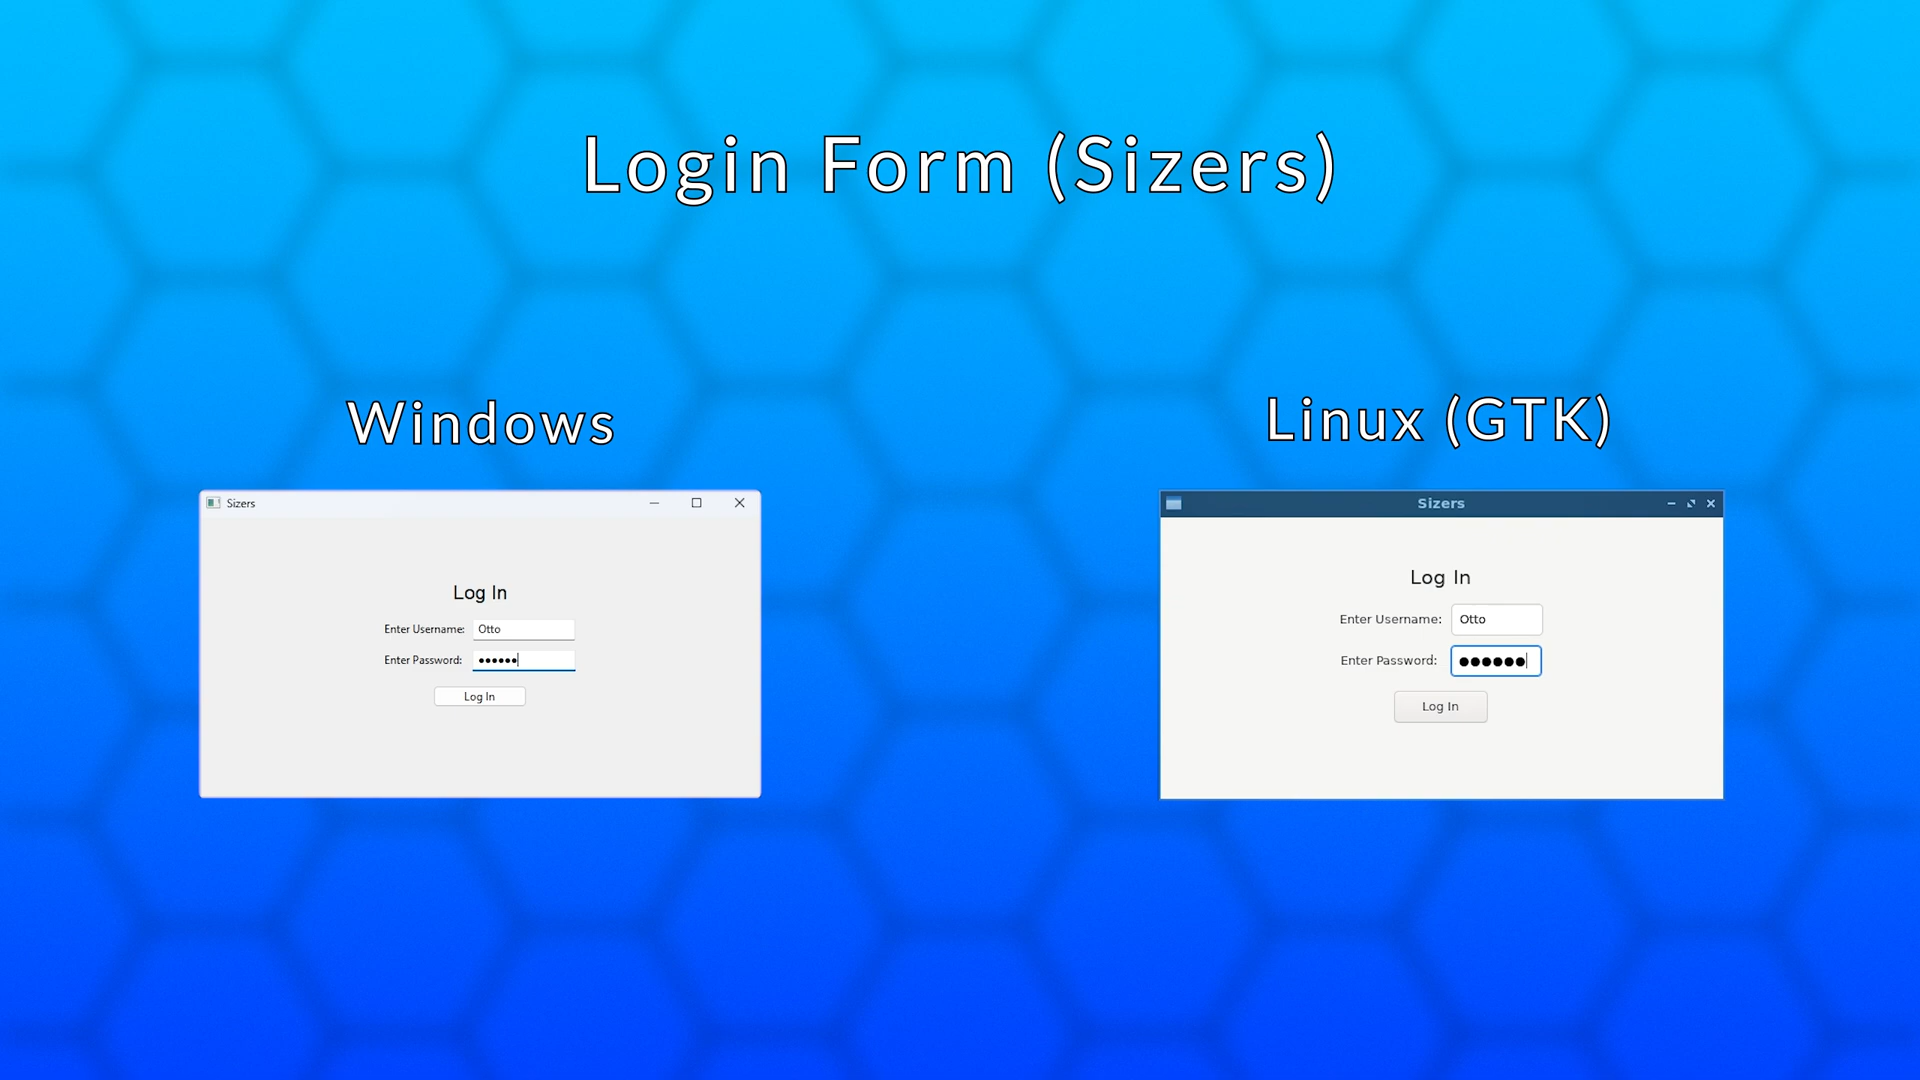 Login Form (Sizers)
Windows
Sizers
Log In
Enter Username: Otto
Enter Password: ●●●●●●
Log In
Linux (GTK)
Sizers
Log In
Enter Username: Otto
Enter Password: ●●●●●●
Log In